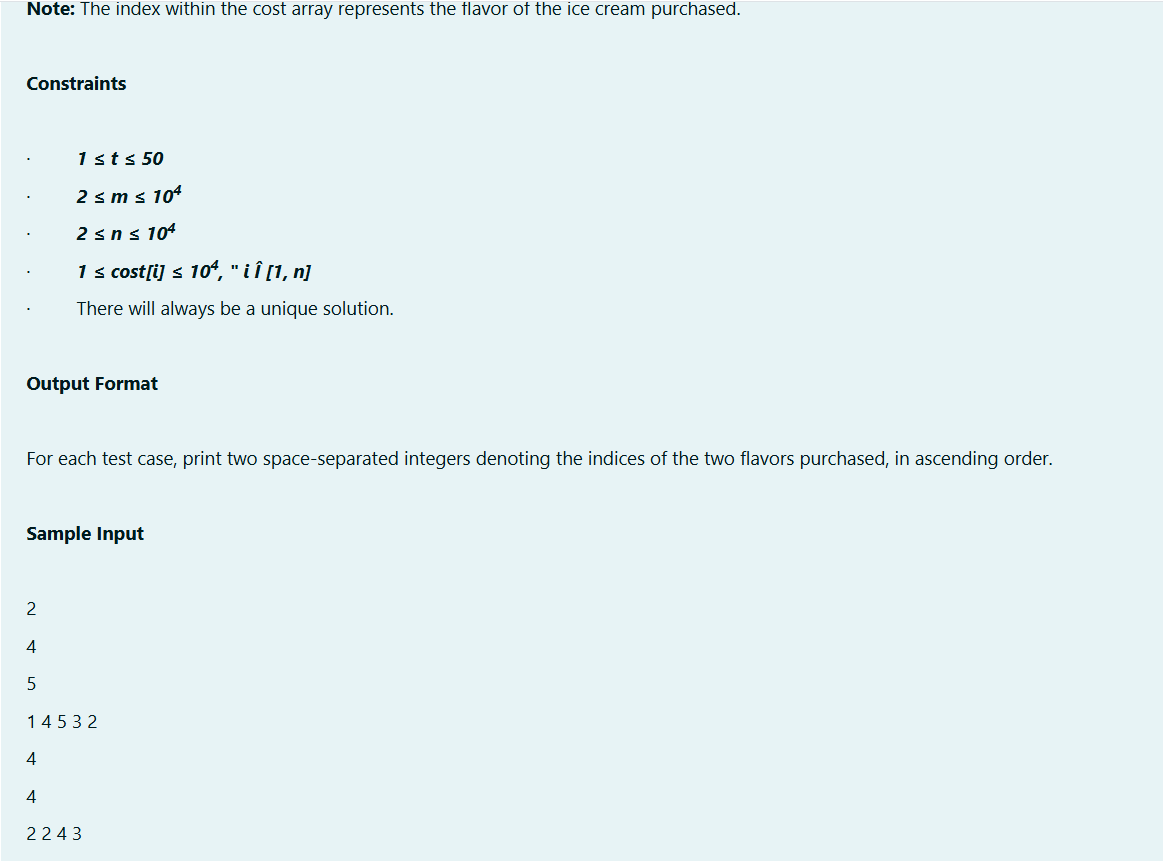 Note: The index within the cost array represents the flavor of the ice cream purchased.
Constraints
· 1 ≤ t ≤ 50
· 2 ≤ m ≤ 10⁴
· 2 ≤ n ≤ 10⁴
· 1 ≤ cost[i] ≤ 10⁴, " i Î [1, n]
· There will always be a unique solution.
Output Format
For each test case, print two space-separated integers denoting the indices of the two flavors purchased, in ascending order.
Sample Input
2
4
5
1 4 5 3 2
4
4
2 2 4 3